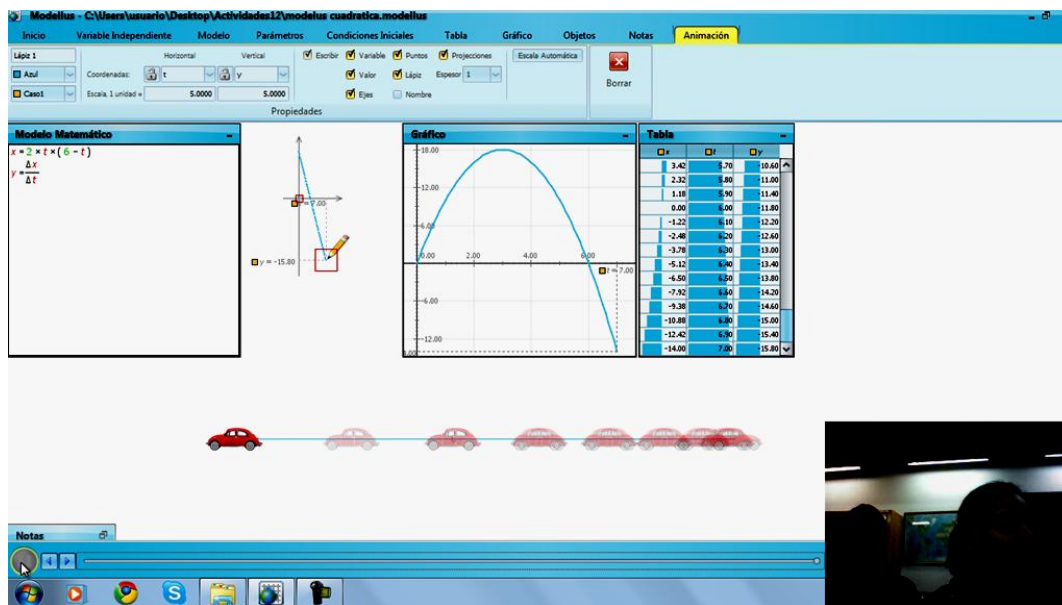 Modellus - C:\Users\usuario\Desktop\Actividades12\modellus cuadratica.modellus
Inicio Variable Independiente Modelo Parámetros Condiciones Iniciales Tabla Gráfico Objetos Notas Animación
Lápiz 1 Horizontal Vertical Escribir Variable Puntos Projecciones Escala Automática
Azul Coordenadas: t y Valor Lápiz Espesor 1 Borrar
Caso1 Escala, 1 unidad = 5.0000 5.0000 Ejes Nombre
Propiedades
Modelo Matemático
x = 2 × t × ( 6 - t )
y = Δx
Δt
t = 7.00
y = -15.80
Gráfico
18.00
12.00
6.00
0.00 2.00 4.00 6.00
t = 7.00
-6.00
-12.00
Tabla
x t y
3.42 5.70 -10.60
2.32 5.80 -11.00
1.18 5.90 -11.40
0.00 6.00 -11.80
-1.22 6.10 -12.20
-2.48 6.20 -12.60
-3.78 6.30 -13.00
-5.12 6.40 -13.40
-6.50 6.50 -13.80
-7.92 6.60 -14.20
-9.38 6.70 -14.60
-10.88 6.80 -15.00
-12.42 6.90 -15.40
-14.00 7.00 -15.80
Notas